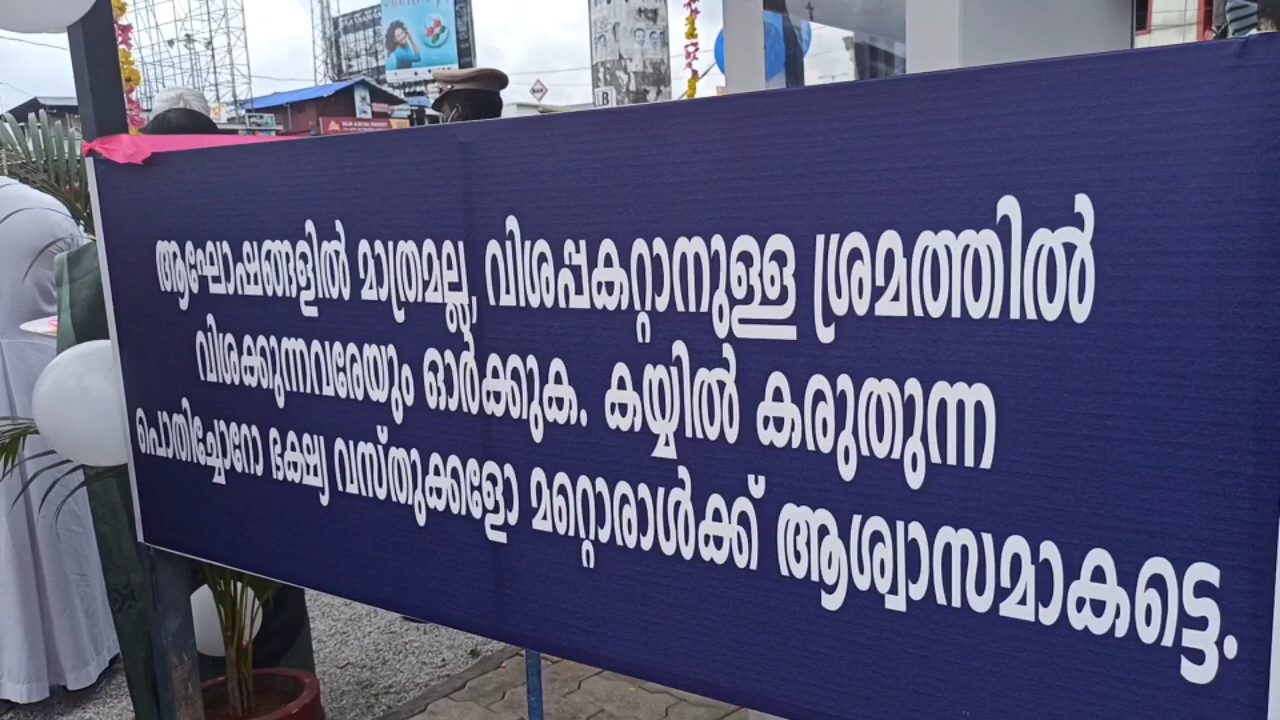 ആഘോഷങ്ങളിൽ മാത്രമല്ല, വിശപ്പകറ്റാനുള്ള ശ്രമത്തിൽ
വിശക്കുന്നവരേയും ഓർക്കുക. കയ്യിൽ കരുതുന്ന
പൊതിച്ചോറോ ഭക്ഷ്യ വസ്തുക്കളോ മറ്റൊരാൾക്ക് ആശ്വാസമാകട്ടെ.